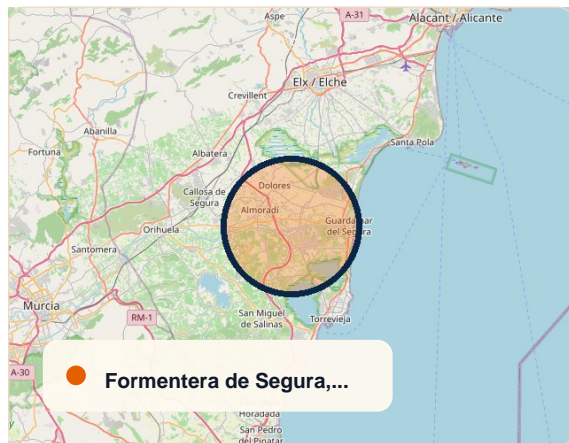 Aspe
A-31
Alacant / Alicante
Elx / Elche
Crevillent
Abanilla
Fortuna
Albatera
Santa Pola
Callosa de
Segura
Dolores
Almoradí
Guardamar
del Segura
Orihuela
Santomera
Murcia
RM-1
San Miguel
de Salinas
Torrevieja
A-30
Formentera de Segura,...
Horadada
San Pedro
del Pinatar